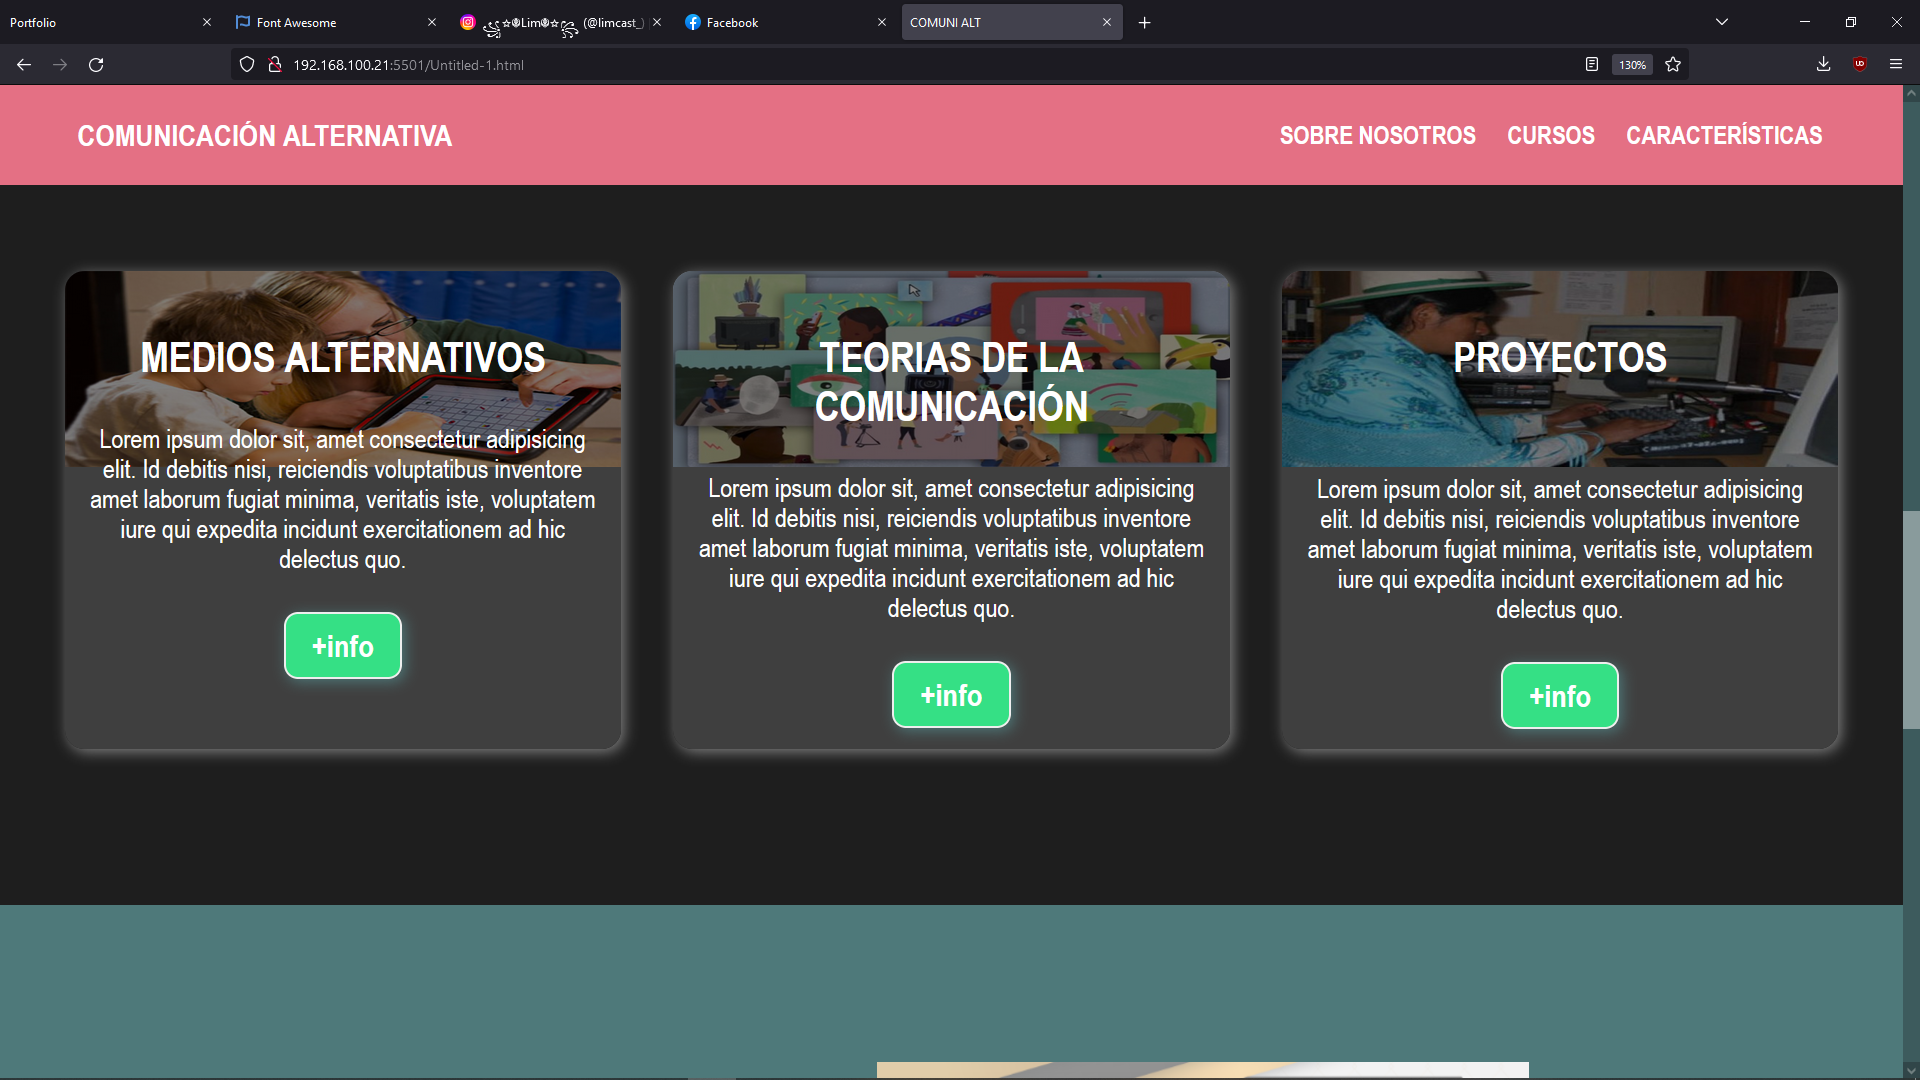 Portfolio
Font Awesome
꧁☆☬Lim☬☆꧂ (@limcast_)
Facebook
COMUNI ALT
192.168.100.21:5501/Untitled-1.html
130%
COMUNICACIÓN ALTERNATIVA
SOBRE NOSOTROS CURSOS CARACTERÍSTICAS
MEDIOS ALTERNATIVOS
Lorem ipsum dolor sit, amet consectetur adipisicing
elit. Id debitis nisi, reiciendis voluptatibus inventore
amet laborum fugiat minima, veritatis iste, voluptatem
iure qui expedita incidunt exercitationem ad hic
delectus quo.
+info
TEORIAS DE LA
COMUNICACIÓN
Lorem ipsum dolor sit, amet consectetur adipisicing
elit. Id debitis nisi, reiciendis voluptatibus inventore
amet laborum fugiat minima, veritatis iste, voluptatem
iure qui expedita incidunt exercitationem ad hic
delectus quo.
+info
PROYECTOS
Lorem ipsum dolor sit, amet consectetur adipisicing
elit. Id debitis nisi, reiciendis voluptatibus inventore
amet laborum fugiat minima, veritatis iste, voluptatem
iure qui expedita incidunt exercitationem ad hic
delectus quo.
+info